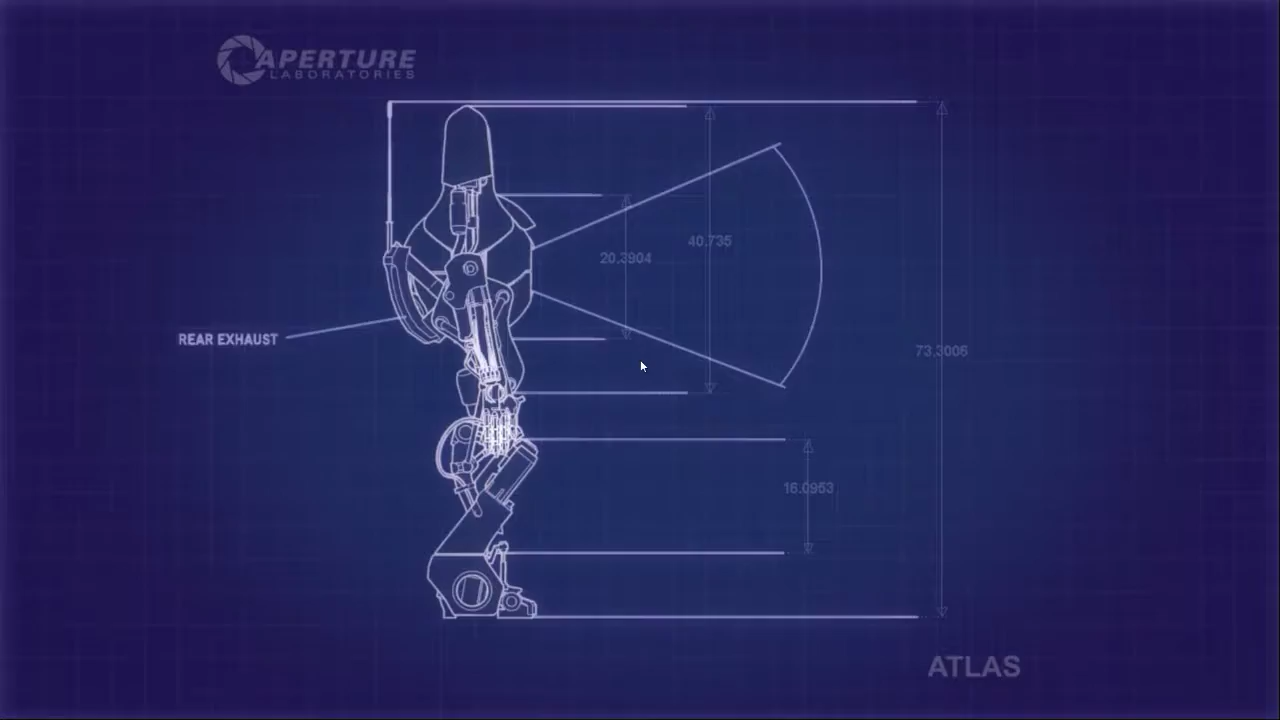 APERTURE
LABORATORIES
40.735
20.3904
REAR EXHAUST
73.3006
16.0953
ATLAS